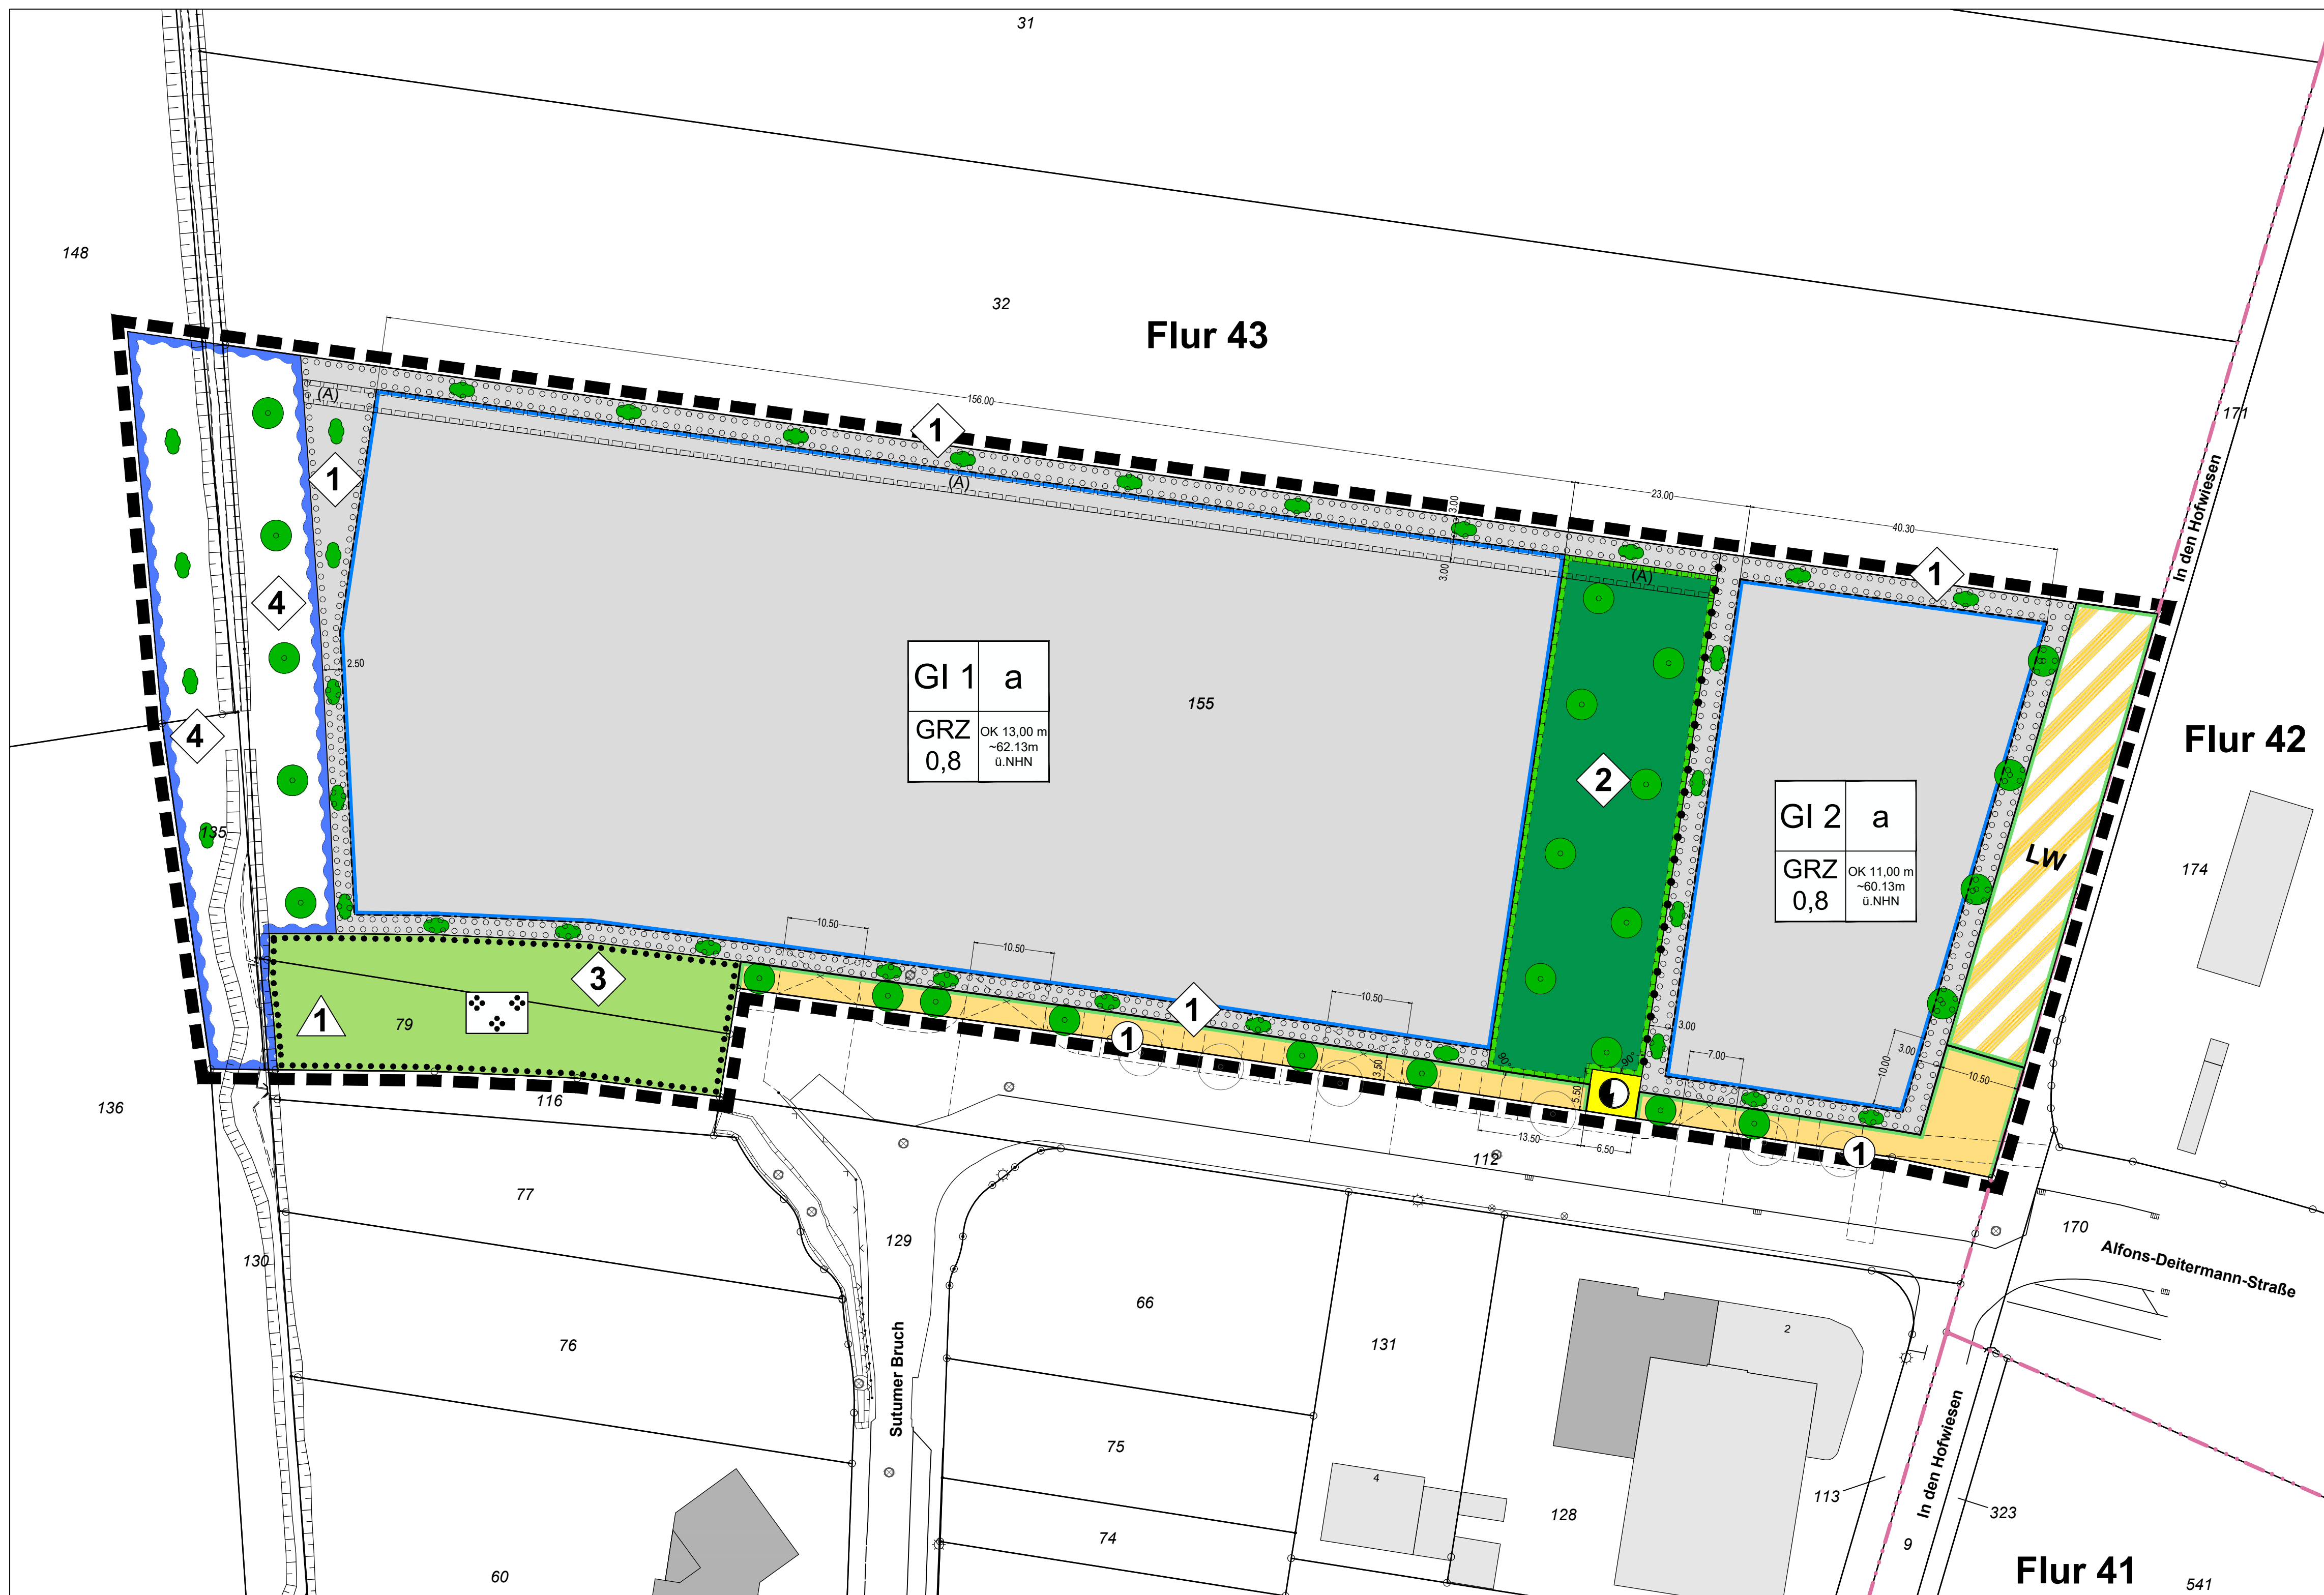 31
148
32
Flur 43
171
In den Hofwiesen
156.00
(A)
1
(A)
3.00
3.00
23.00
40.30
1
1
(A)
4
2.50
4
135
GI 1
a
GRZ
0,8
OK 13,00 m
~62.13m
ü.NHN
155
2
GI 2
a
GRZ
0,8
OK 11,00 m
~60.13m
ü.NHN
LW
Flur 42
174
10.50
10.50
10.50
3
1
79
1
1
3.50
90°
90°
5.50
3.00
7.00
10.00
3.00
10.50
13.50
6.50
1
136
116
112
77
129
130
170
Alfons-Deitermann-Straße
66
76
131
2
Sutumer Bruch
75
4
74
128
113
In den Hofwiesen
323
9
60
Flur 41
541